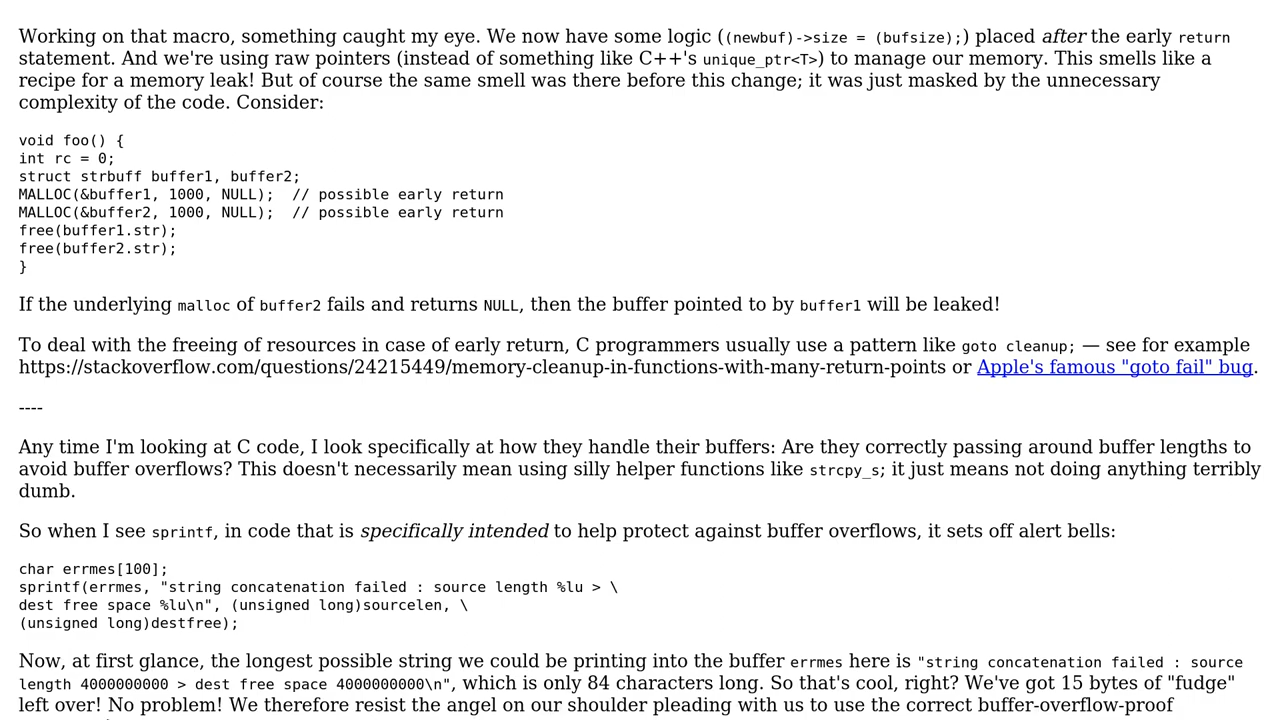 Working on that macro, something caught my eye. We now have some logic ((newbuf)->size = (bufsize);) placed after the early return
statement. And we're using raw pointers (instead of something like C++'s unique_ptr<T>) to manage our memory. This smells like a
recipe for a memory leak! But of course the same smell was there before this change; it was just masked by the unnecessary
complexity of the code. Consider:
void foo() {
int rc = 0;
struct strbuff buffer1, buffer2;
MALLOC(&buffer1, 1000, NULL);  // possible early return
MALLOC(&buffer2, 1000, NULL);  // possible early return
free(buffer1.str);
free(buffer2.str);
}
If the underlying malloc of buffer2 fails and returns NULL, then the buffer pointed to by buffer1 will be leaked!
To deal with the freeing of resources in case of early return, C programmers usually use a pattern like goto cleanup; — see for example
https://stackoverflow.com/questions/24215449/memory-cleanup-in-functions-with-many-return-points or Apple's famous "goto fail" bug.
----
Any time I'm looking at C code, I look specifically at how they handle their buffers: Are they correctly passing around buffer lengths to
avoid buffer overflows? This doesn't necessarily mean using silly helper functions like strcpy_s; it just means not doing anything terribly
dumb.
So when I see sprintf, in code that is specifically intended to help protect against buffer overflows, it sets off alert bells:
char errmes[100];
sprintf(errmes, "string concatenation failed : source length %lu > \
dest free space %lu\n", (unsigned long)sourcelen, \
(unsigned long)destfree);
Now, at first glance, the longest possible string we could be printing into the buffer errmes here is "string concatenation failed : source
length 4000000000 > dest free space 4000000000\n", which is only 84 characters long. So that's cool, right? We've got 15 bytes of "fudge"
left over! No problem! We therefore resist the angel on our shoulder pleading with us to use the correct buffer-overflow-proof